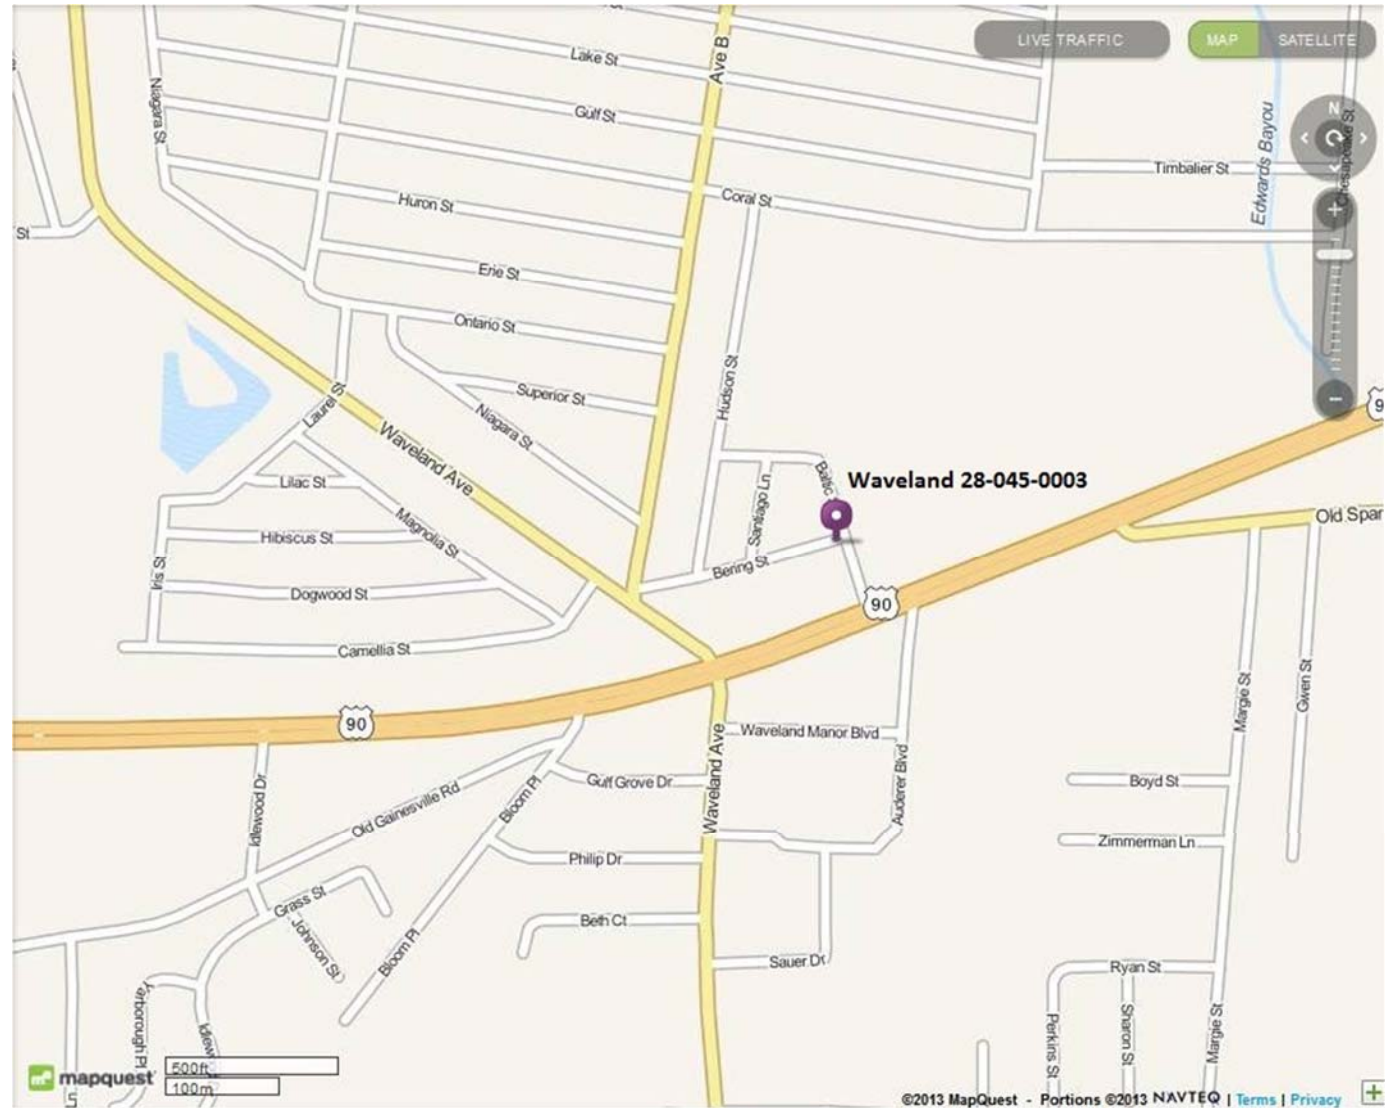 LIVE TRAFFIC
MAP
SATELLITE
Lake St
Ave B
Niagara St
Gulf St
N
Edwards Bayou
Chesapeake St
Timbalier St
Huron St
Coral St
St
Erie St
Ontario St
Hudson St
Superior St
Laurel St
Niagara St
Waveland Ave
Baltic
Waveland 28-045-0003
Lilac St
Santiago Ln
Magnolia St
Hibiscus St
Old Spar
Iris St
Bering St
Dogwood St
90
Camellia St
90
Margie St
Gwen St
Waveland Manor Blvd
Waveland Ave
Auderer Blvd
Gulf Grove Dr
Boyd St
Idlewood Dr
Old Gainesville Rd
Bloom Pl
Zimmerman Ln
Philip Dr
Grass St
Johnson St
Beth Ct
Bloom Pl
Sauer Dr
Ryan St
Yarborough Pl
Idlew
Perkins St
Sharon St
Margie St
mapquest
500ft
100m
©2013 MapQuest - Portions ©2013 NAVTEQ | Terms | Privacy